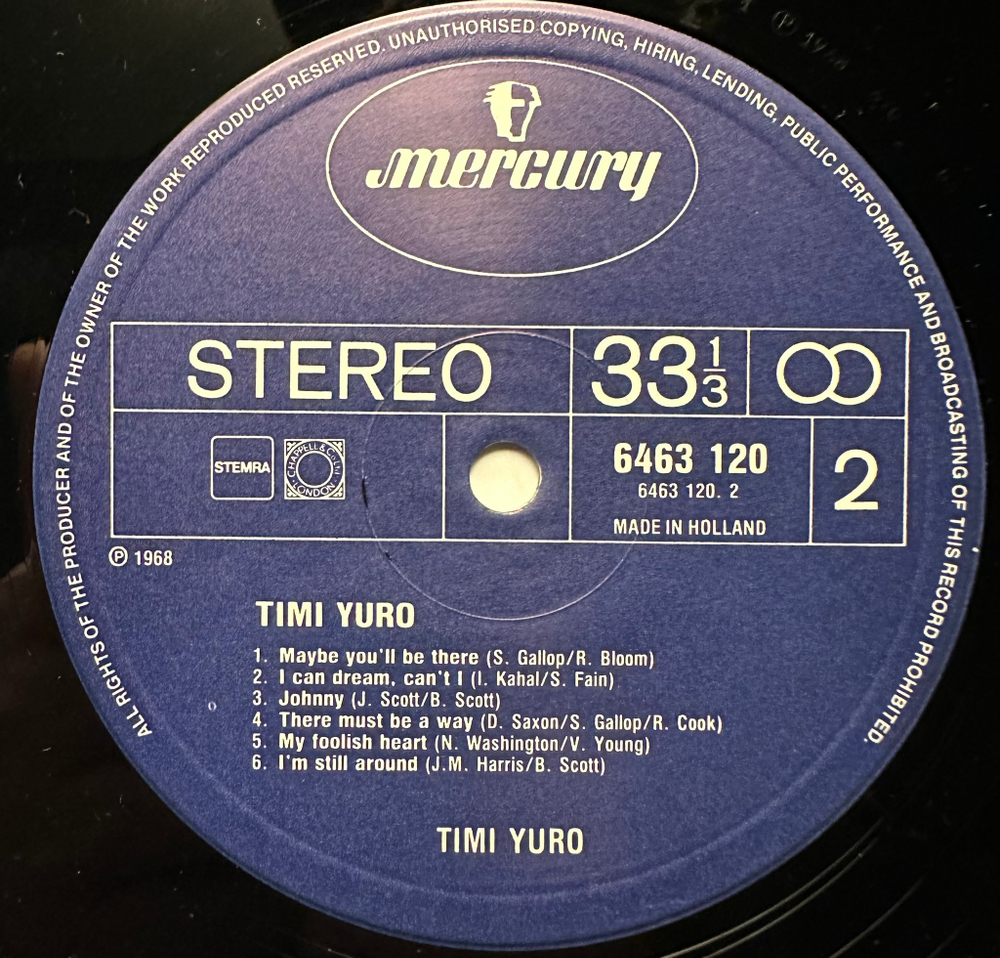 ALL RIGHTS OF THE PRODUCER AND OF THE OWNER OF THE WORK REPRODUCED RESERVED. UNAUTHORISED COPYING, HIRING, LENDING, PUBLIC PERFORMANCE AND BROADCASTING OF THIS RECORD PROHIBITED.
mercury
STEREO
33 1/3
STEMRA
CHAPPELL & Co LTD
LONDON
6463 120
6463 120. 2
MADE IN HOLLAND
2
℗ 1968
TIMI YURO
1. Maybe you'll be there (S. Gallop/R. Bloom)
2. I can dream, can't I (I. Kahal/S. Fain)
3. Johnny (J. Scott/B. Scott)
4. There must be a way (D. Saxon/S. Gallop/R. Cook)
5. My foolish heart (N. Washington/V. Young)
6. I'm still around (J.M. Harris/B. Scott)
TIMI YURO